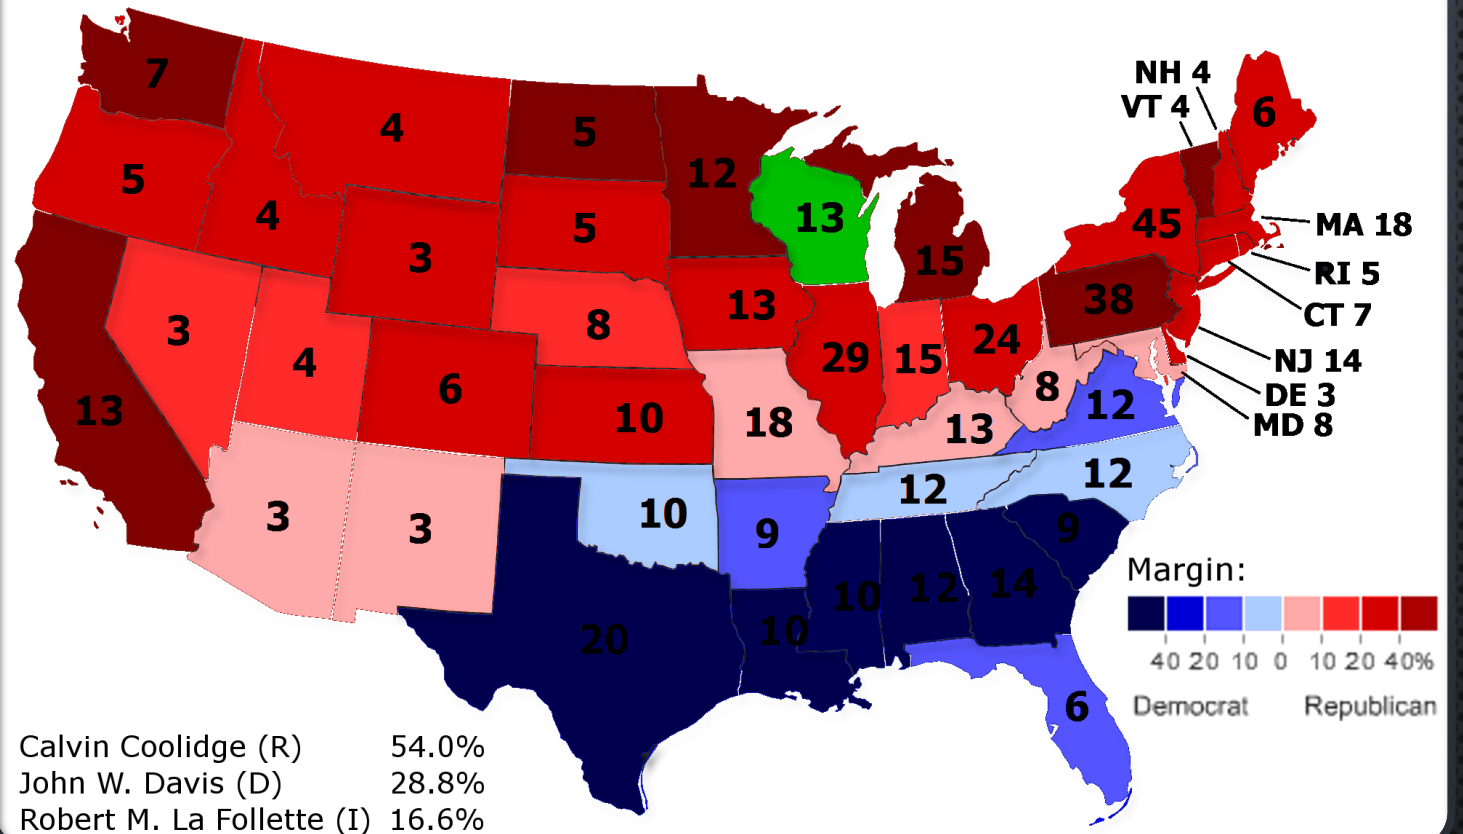 NH 4
VT 4
7
4
5
12
6
5
4
3
5
13
15
45
MA 18
RI 5
CT 7
NJ 14
DE 3
MD 8
3
4
6
8
10
13
29
15
24
38
13
18
13
8
12
3
3
10
9
12
12
20
10
10
12
14
9
6
Margin:
40 20 10 0 10 20 40%
Democrat Republican
Calvin Coolidge (R) 54.0%
John W. Davis (D) 28.8%
Robert M. La Follette (I) 16.6%